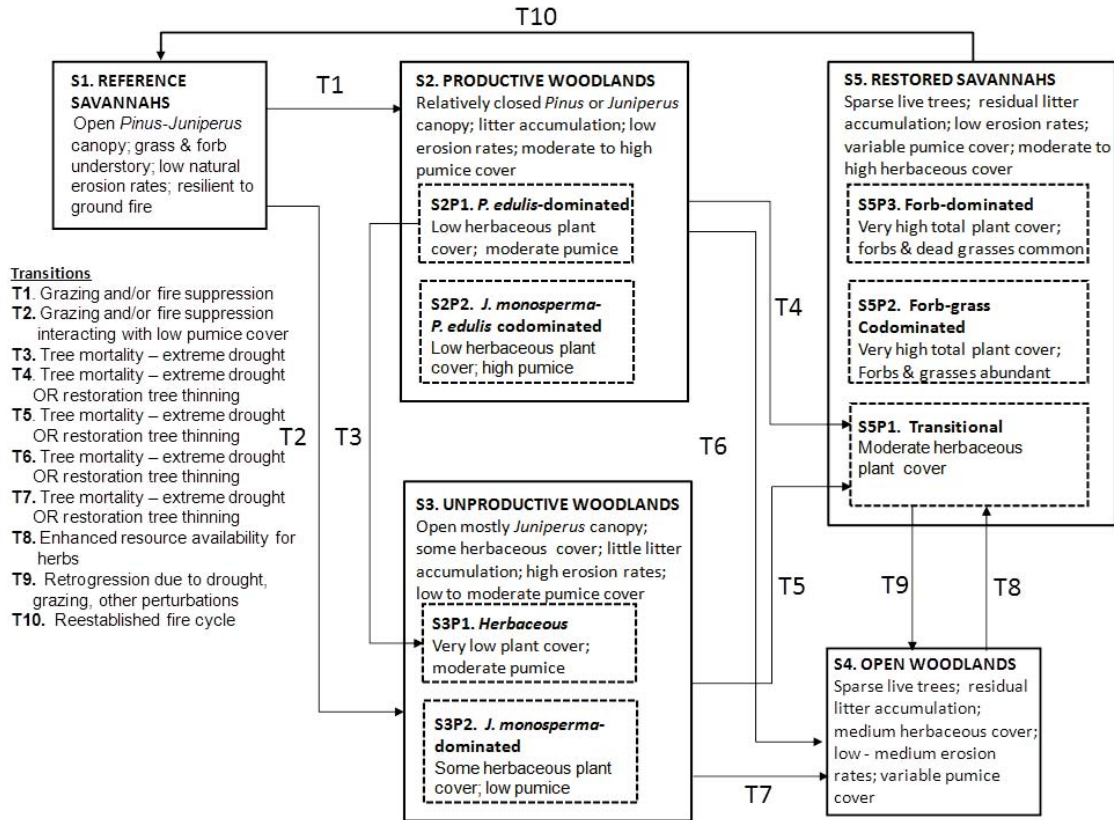 T10
S1. REFERENCE
SAVANNAHS
Open Pinus-Juniperus
canopy; grass & forb
understory; low natural
erosion rates; resilient to
ground fire
T1
S2. PRODUCTIVE WOODLANDS
Relatively closed Pinus or Juniperus
canopy; litter accumulation; low
erosion rates; moderate to high
pumice cover
S2P1. P. edulis-dominated
Low herbaceous plant
cover; moderate pumice
S2P2. J. monosperma-
P. edulis codominated
Low herbaceous plant
cover; high pumice
S5. RESTORED SAVANNAHS
Sparse live trees; residual litter
accumulation; low erosion rates;
variable pumice cover; moderate to
high herbaceous cover
S5P3. Forb-dominated
Very high total plant cover;
forbs & dead grasses common
S5P2. Forb-grass
Codominated
Very high total plant cover;
Forbs & grasses abundant
S5P1. Transitional
Moderate herbaceous
plant cover
Transitions
T1. Grazing and/or fire suppression
T2. Grazing and/or fire suppression
interacting with low pumice cover
T3. Tree mortality – extreme drought
T4. Tree mortality – extreme drought
OR restoration tree thinning
T5. Tree mortality – extreme drought
OR restoration tree thinning
T6. Tree mortality – extreme drought
OR restoration tree thinning
T7. Tree mortality – extreme drought
OR restoration tree thinning
T8. Enhanced resource availability for
herbs
T9. Retrogression due to drought,
grazing, other perturbations
T10. Reestablished fire cycle
T2
T3
T4
T6
S3. UNPRODUCTIVE WOODLANDS
Open mostly Juniperus canopy;
some herbaceous cover; little litter
accumulation; high erosion rates;
low to moderate pumice cover
S3P1. Herbaceous
Very low plant cover;
moderate pumice
S3P2. J. monosperma-
dominated
Some herbaceous plant
cover; low pumice
T5
T9
T8
T7
S4. OPEN WOODLANDS
Sparse live trees; residual
litter accumulation;
medium herbaceous cover;
low - medium erosion
rates; variable pumice
cover